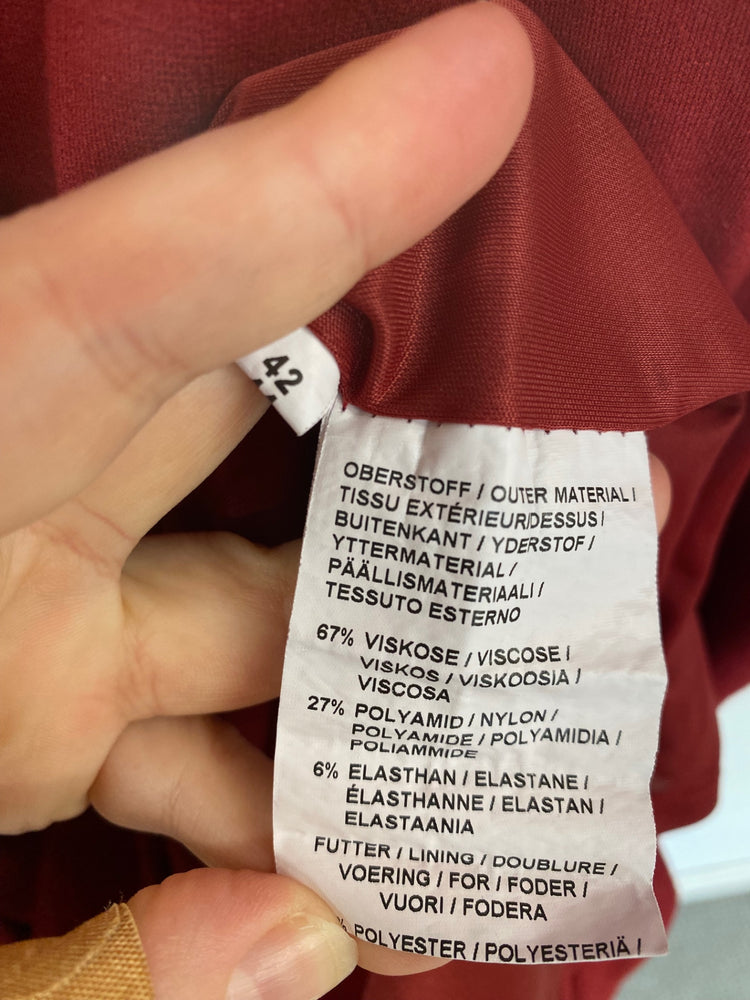 42
OBERSTOFF / OUTER MATERIAL /
TISSU EXTÉRIEUR/DESSUS /
BUITENKANT / YDERSTOF /
YTTERMATERIAL /
PÄÄLLISMATERIAALI /
TESSUTO ESTERNO
67% VISKOSE / VISCOSE /
VISKOS / VISKOOSIA /
VISCOSA
27% POLYAMID / NYLON /
POLYAMIDE / POLYAMIDIA /
POLIAMMIDE
6% ELASTHAN / ELASTANE /
ÉLASTHANNE / ELASTAN /
ELASTAANIA
FUTTER / LINING / DOUBLURE /
VOERING / FOR / FODER /
VUORI / FODERA
% POLYESTER / POLYESTERIÄ /